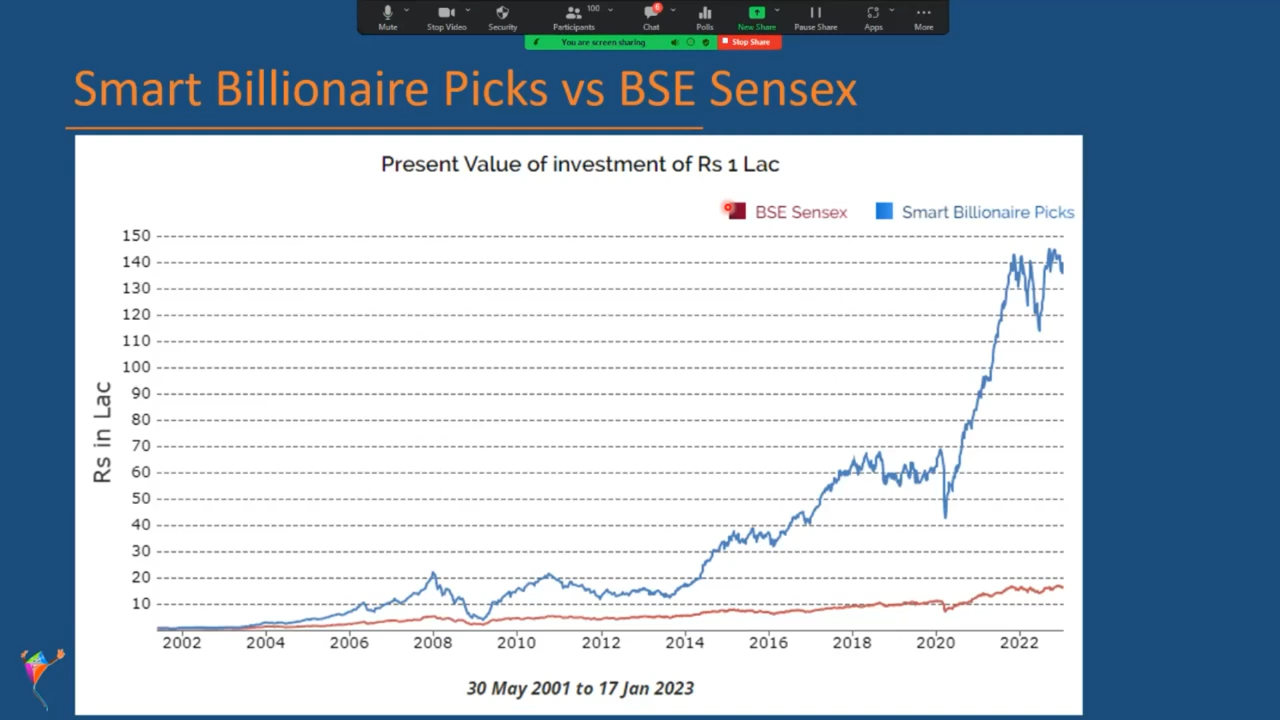 100
6
Mute
Stop Video
Security
Participants
Chat
Polls
New Share
Pause Share
Apps
More
You are screen sharing
Stop Share
Smart Billionaire Picks vs BSE Sensex
Present Value of investment of Rs 1 Lac
BSE Sensex
Smart Billionaire Picks
150
140
130
120
110
100
90
80
70
60
50
40
30
20
10
Rs in Lac
2002 2004 2006 2008 2010 2012 2014 2016 2018 2020 2022
30 May 2001 to 17 Jan 2023